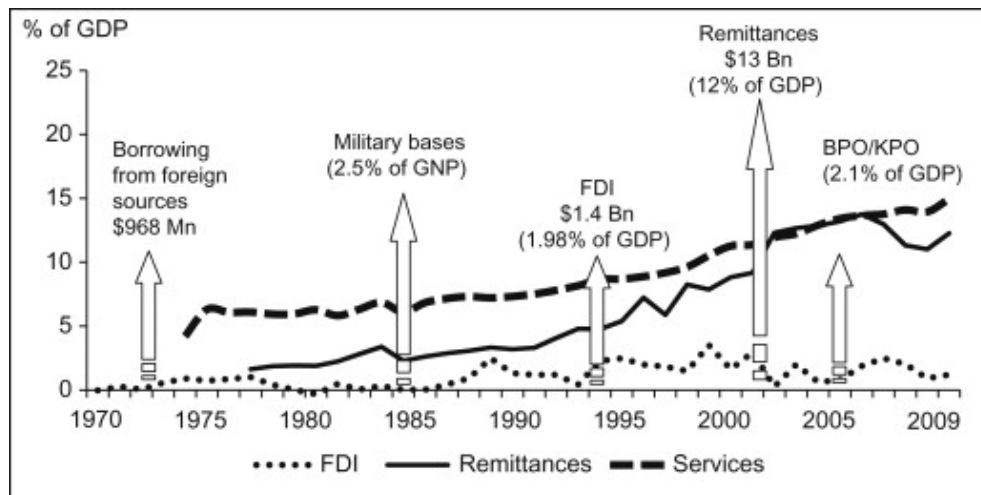 % of GDP
25
20
15
10
5
0
Borrowing
from foreign
sources
$968 Mn
Military bases
(2.5% of GNP)
FDI
$1.4 Bn
(1.98% of GDP)
Remittances
$13 Bn
(12% of GDP)
BPO/KPO
(2.1% of GDP)
1970 1975 1980 1985 1990 1995 2000 2005 2009
FDI Remittances Services